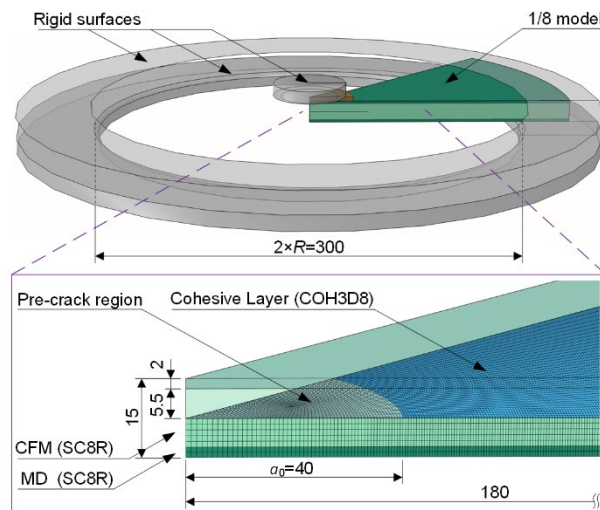 Rigid surfaces
1/8 model
2×R=300
Pre-crack region
Cohesive Layer (COH3D8)
2
5.5
15
CFM (SC8R)
MD (SC8R)
a₀=40
180